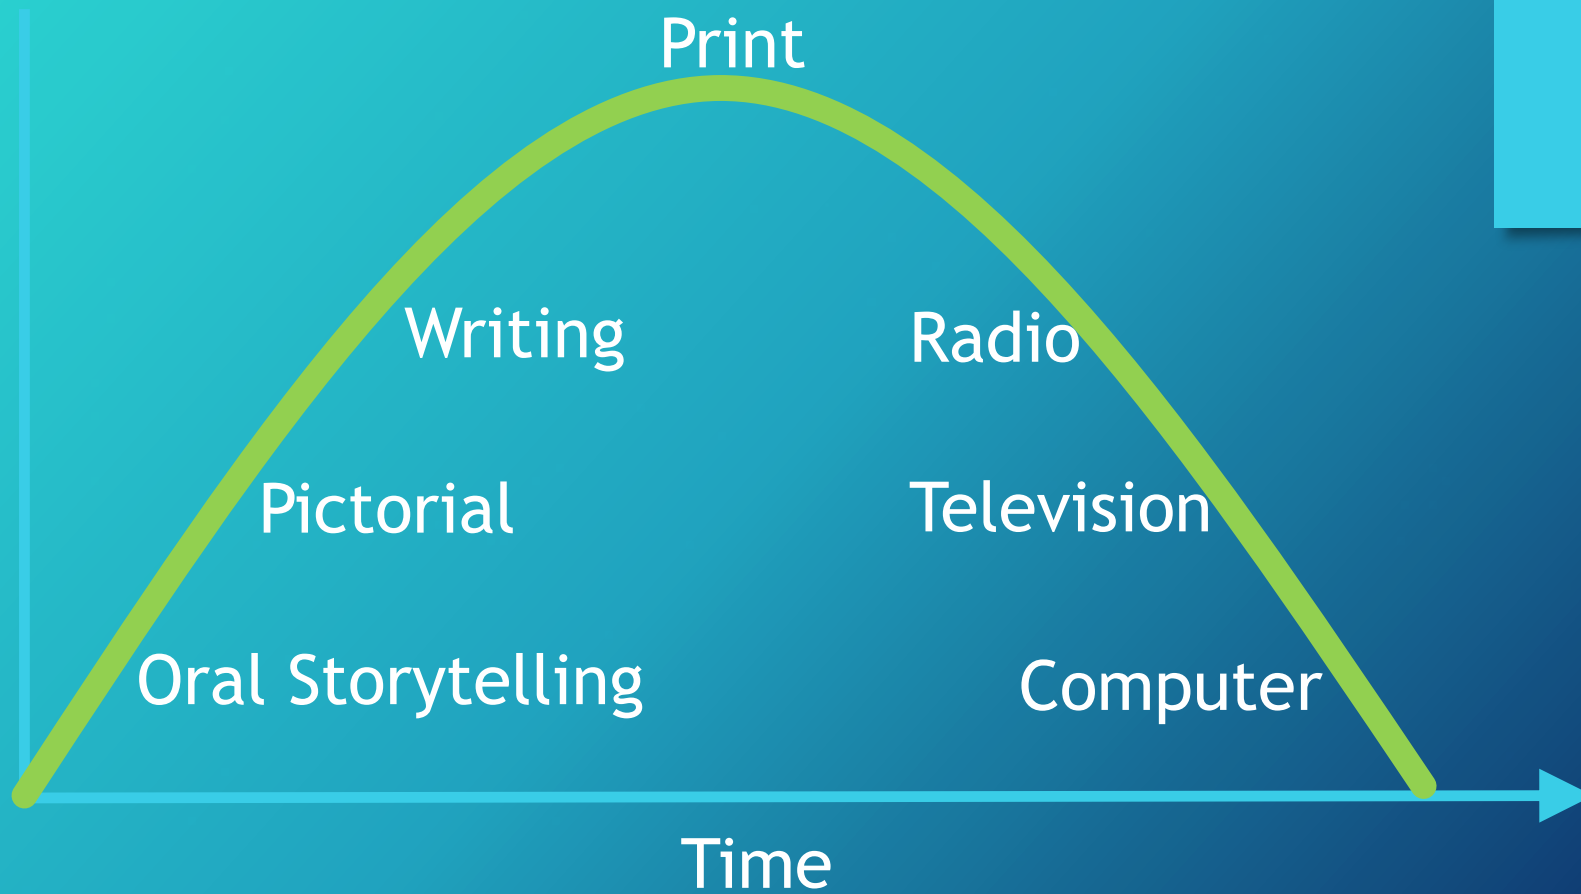 Print
Writing
Radio
Pictorial
Television
Oral Storytelling
Computer
Time